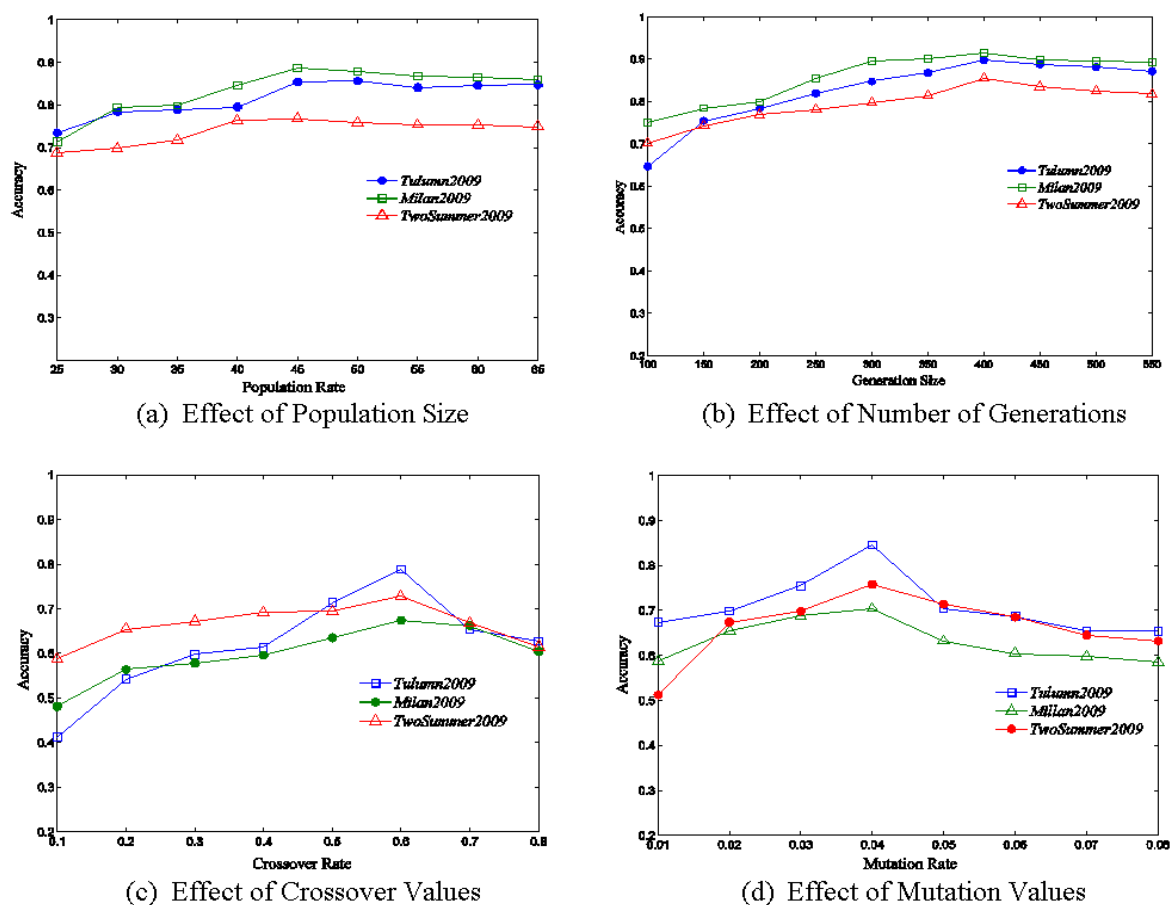 1
0.9
0.8
0.7
0.6
0.5
0.4
0.3
Accuracy
Tulumn2009
Milan2009
TwoSummer2009
25 30 35 40 45 50 55 60 65
Population Rate
(a) Effect of Population Size
1
0.9
0.8
0.7
0.6
0.5
0.4
0.3
0.2
Accuracy
Tulumn2009
Milan2009
TwoSummer2009
100 150 200 250 300 350 400 450 500 550
Generation Size
(b) Effect of Number of Generations
1
0.9
0.8
0.7
0.6
0.5
0.4
0.3
0.2
Accuracy
Tulumn2009
Milan2009
TwoSummer2009
0.1 0.2 0.3 0.4 0.5 0.6 0.7 0.8
Crossover Rate
(c) Effect of Crossover Values
1
0.9
0.8
0.7
0.6
0.5
0.4
0.3
0.2
Accuracy
Tulumn2009
Millan2009
TwoSummer2009
0.01 0.02 0.03 0.04 0.05 0.06 0.07 0.08
Mutation Rate
(d) Effect of Mutation Values